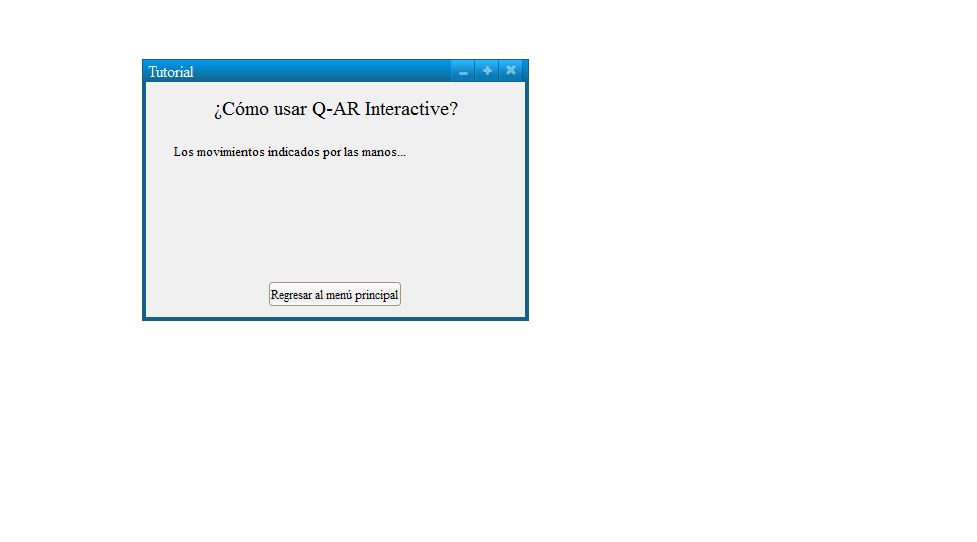 Tutorial
¿Cómo usar Q-AR Interactive?
Los movimientos indicados por las manos...
Regresar al menú principal